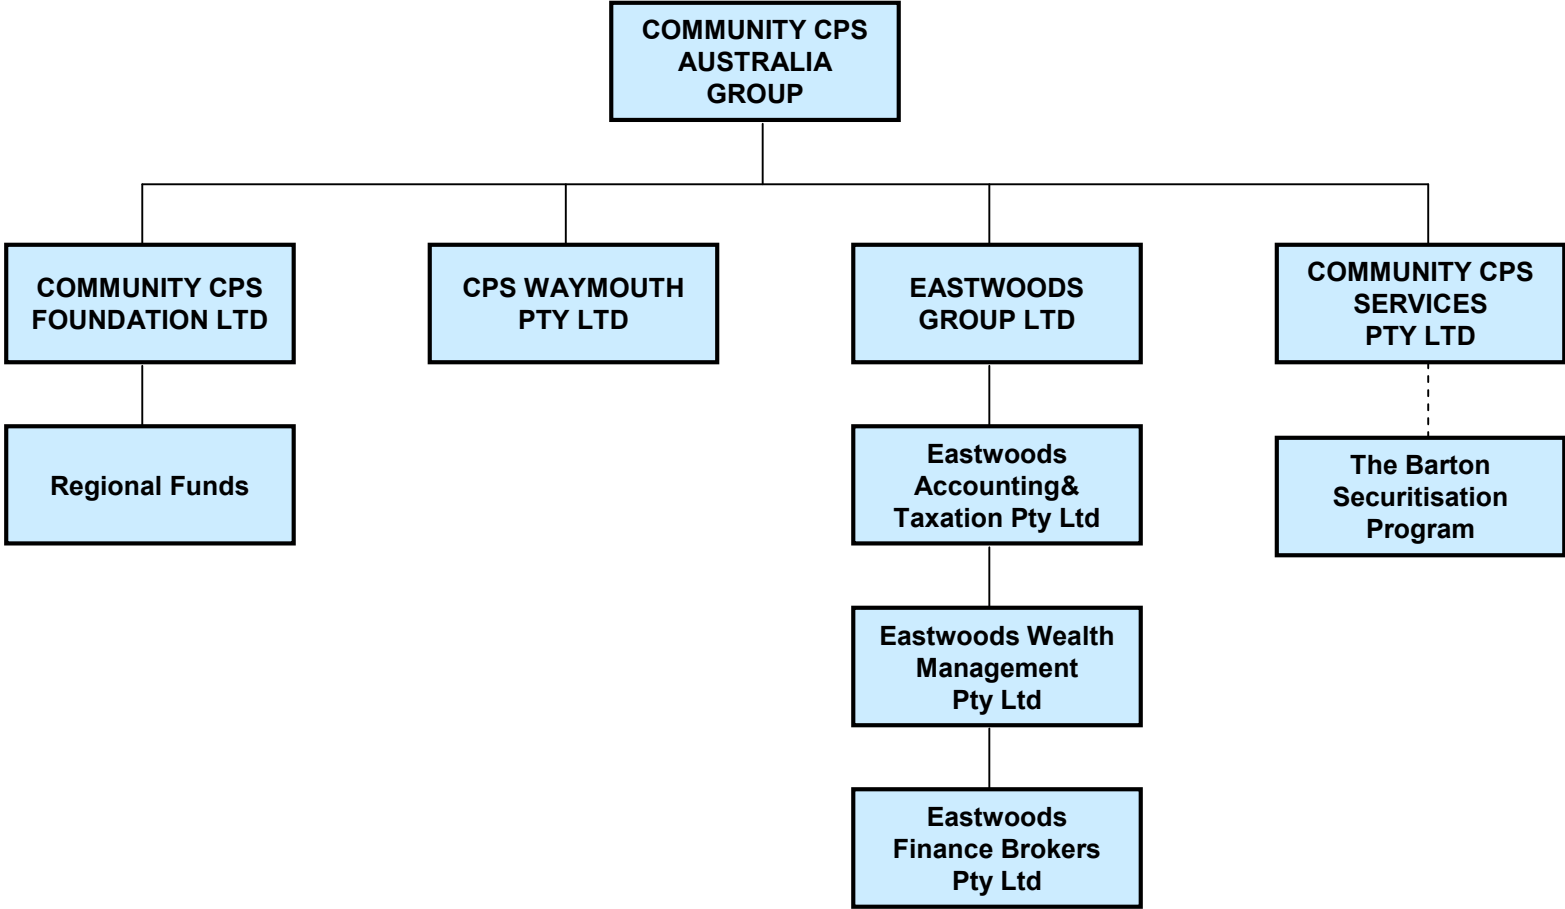 COMMUNITY CPS
AUSTRALIA
GROUP
COMMUNITY CPS
FOUNDATION LTD
CPS WAYMOUTH
PTY LTD
EASTWOODS
GROUP LTD
COMMUNITY CPS
SERVICES
PTY LTD
Regional Funds
Eastwoods
Accounting&
Taxation Pty Ltd
The Barton
Securitisation
Program
Eastwoods Wealth
Management
Pty Ltd
Eastwoods
Finance Brokers
Pty Ltd